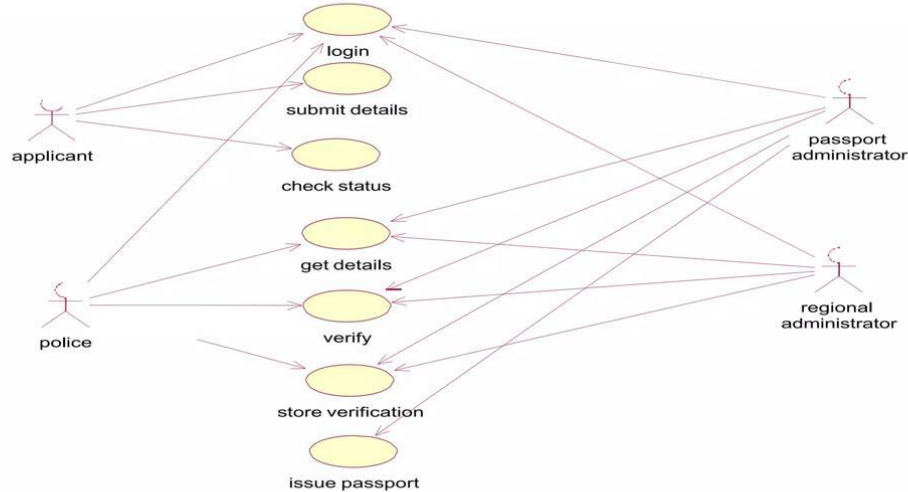 login
submit details
applicant
passport
administrator
check status
get details
regional
administrator
police
verify
store verification
issue passport